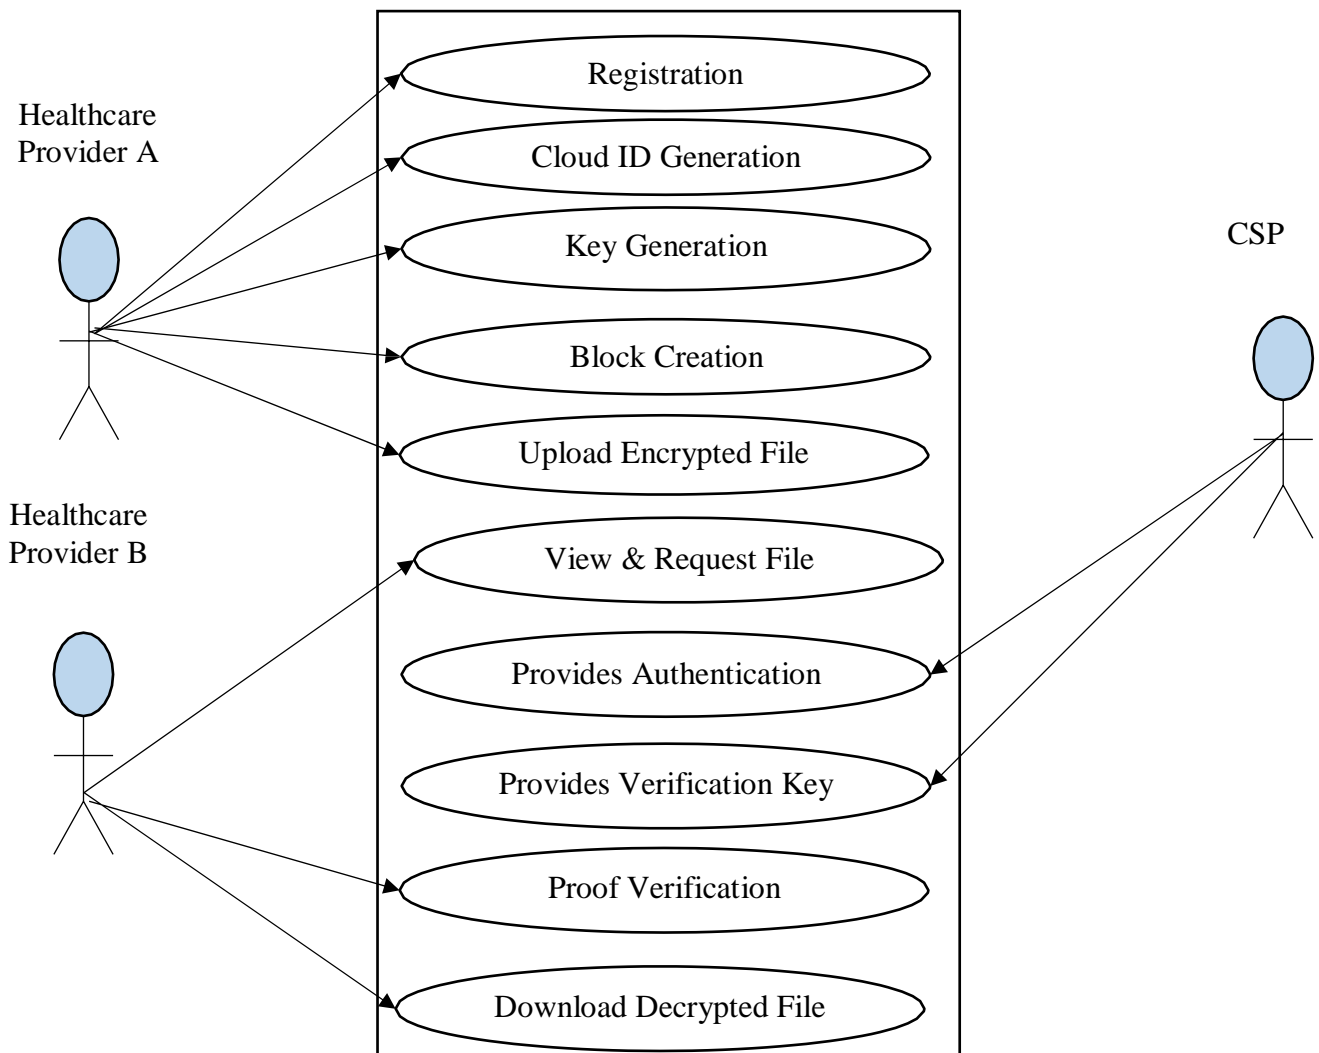 Healthcare
Provider A
Registration
Cloud ID Generation
Key Generation
CSP
Block Creation
Upload Encrypted File
Healthcare
Provider B
View & Request File
Provides Authentication
Provides Verification Key
Proof Verification
Download Decrypted File